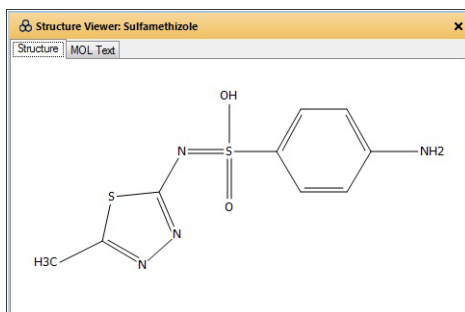 Structure Viewer: Sulfamethizole
Structure MOL Text
OH
N S NH2
S O
N
H3C N